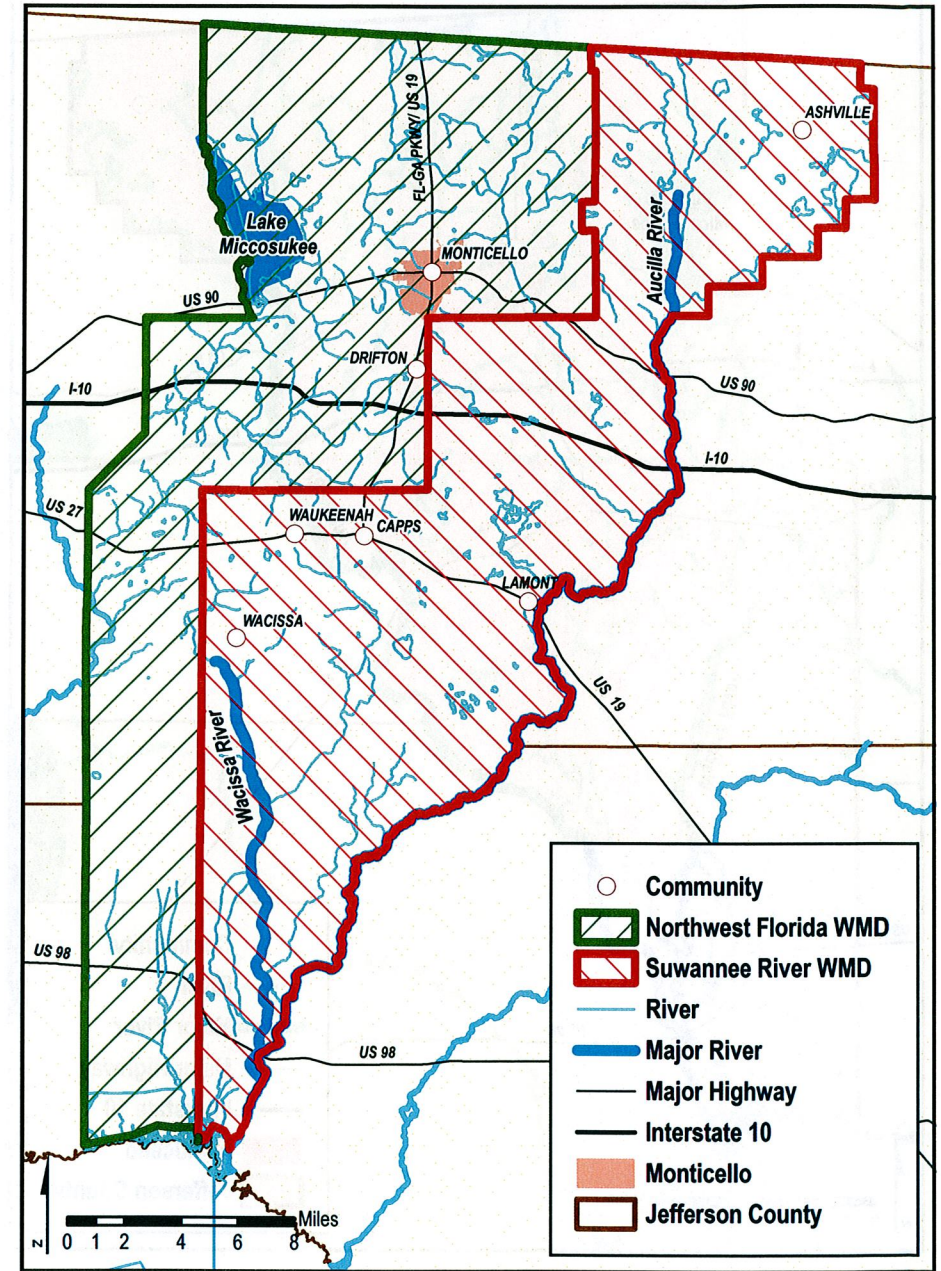 FL-GA PKWY/ US 19
ASHVILLE
Lake
Miccosukee
Aucilla River
MONTICELLO
US 90
DRIFTON
I-10
US 90
I-10
US 27
WAUKEENAH
CAPPS
LAMONT
WACISSA
US 19
Wacissa River
US 98
US 98
Community
Northwest Florida WMD
Suwannee River WMD
River
Major River
Major Highway
Interstate 10
Monticello
Jefferson County
N
Miles
0 1 2 4 6 8